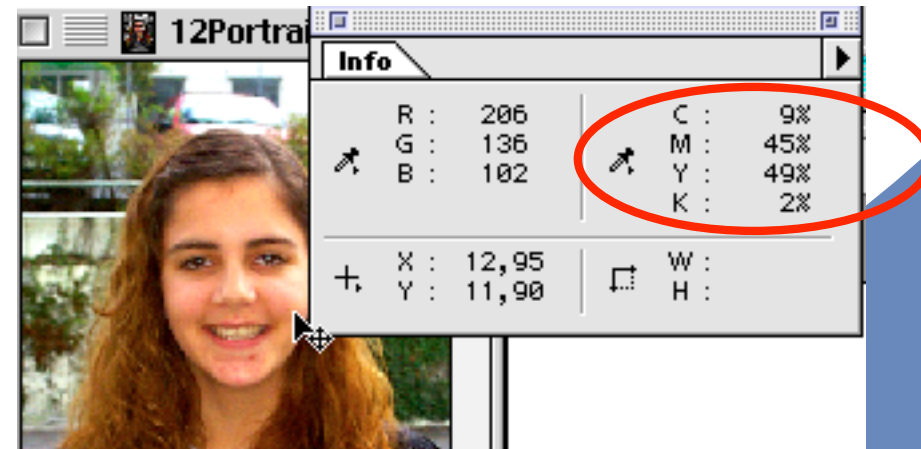 12Portrai
Info
R : 206
G : 136
B : 102
C : 9%
M : 45%
Y : 49%
K : 2%
X : 12,95
Y : 11,90
W :
H :